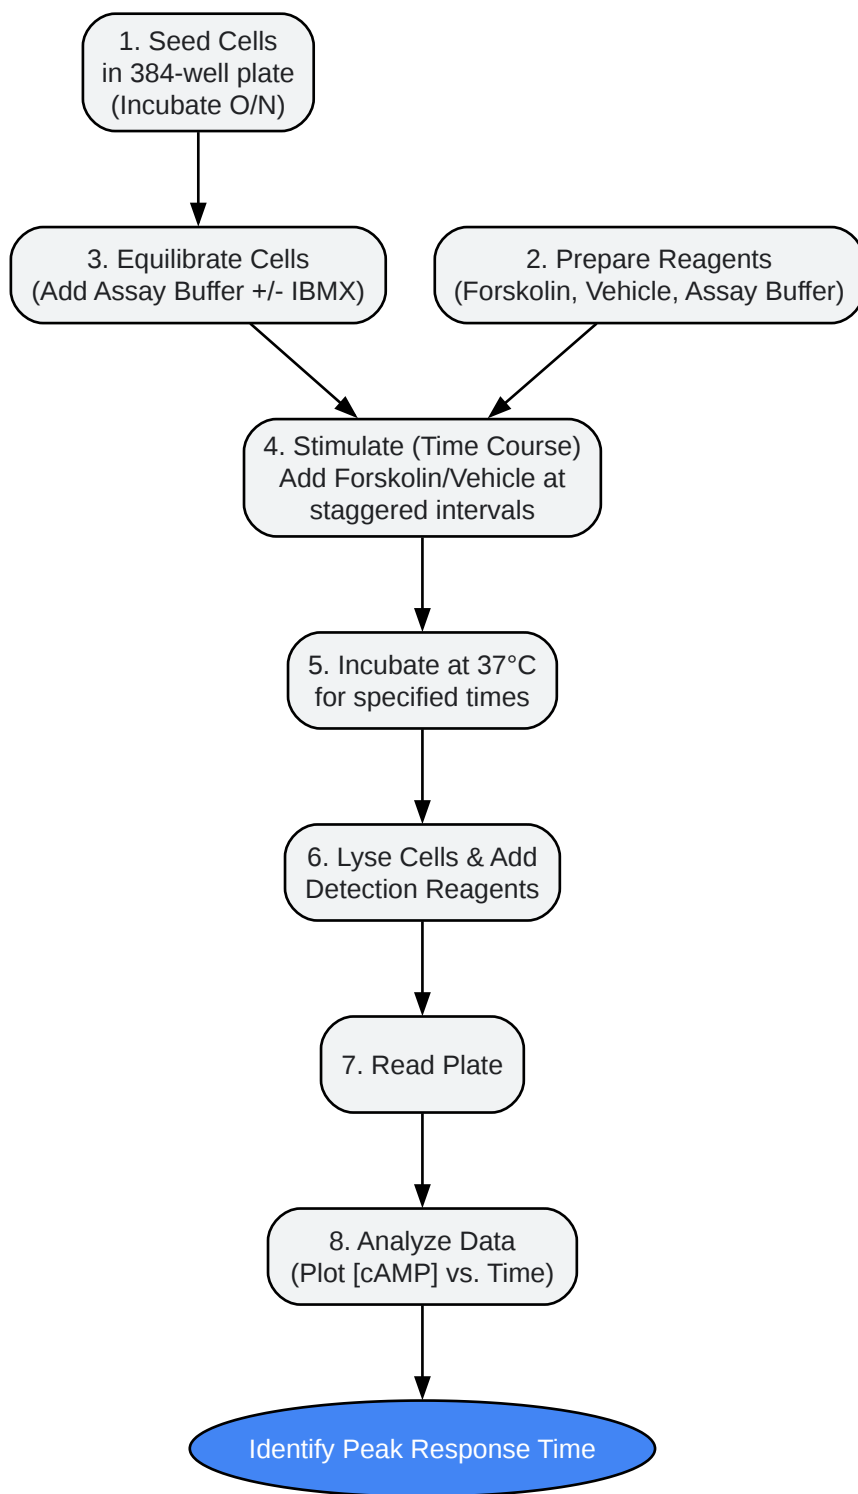 1. Seed Cells
in 384-well plate
(Incubate O/N)
3. Equilibrate Cells
(Add Assay Buffer +/- IBMX)
2. Prepare Reagents
(Forskolin, Vehicle, Assay Buffer)
4. Stimulate (Time Course)
Add Forskolin/Vehicle at
staggered intervals
5. Incubate at 37°C
for specified times
6. Lyse Cells & Add
Detection Reagents
7. Read Plate
8. Analyze Data
(Plot [cAMP] vs. Time)
Identify Peak Response Time